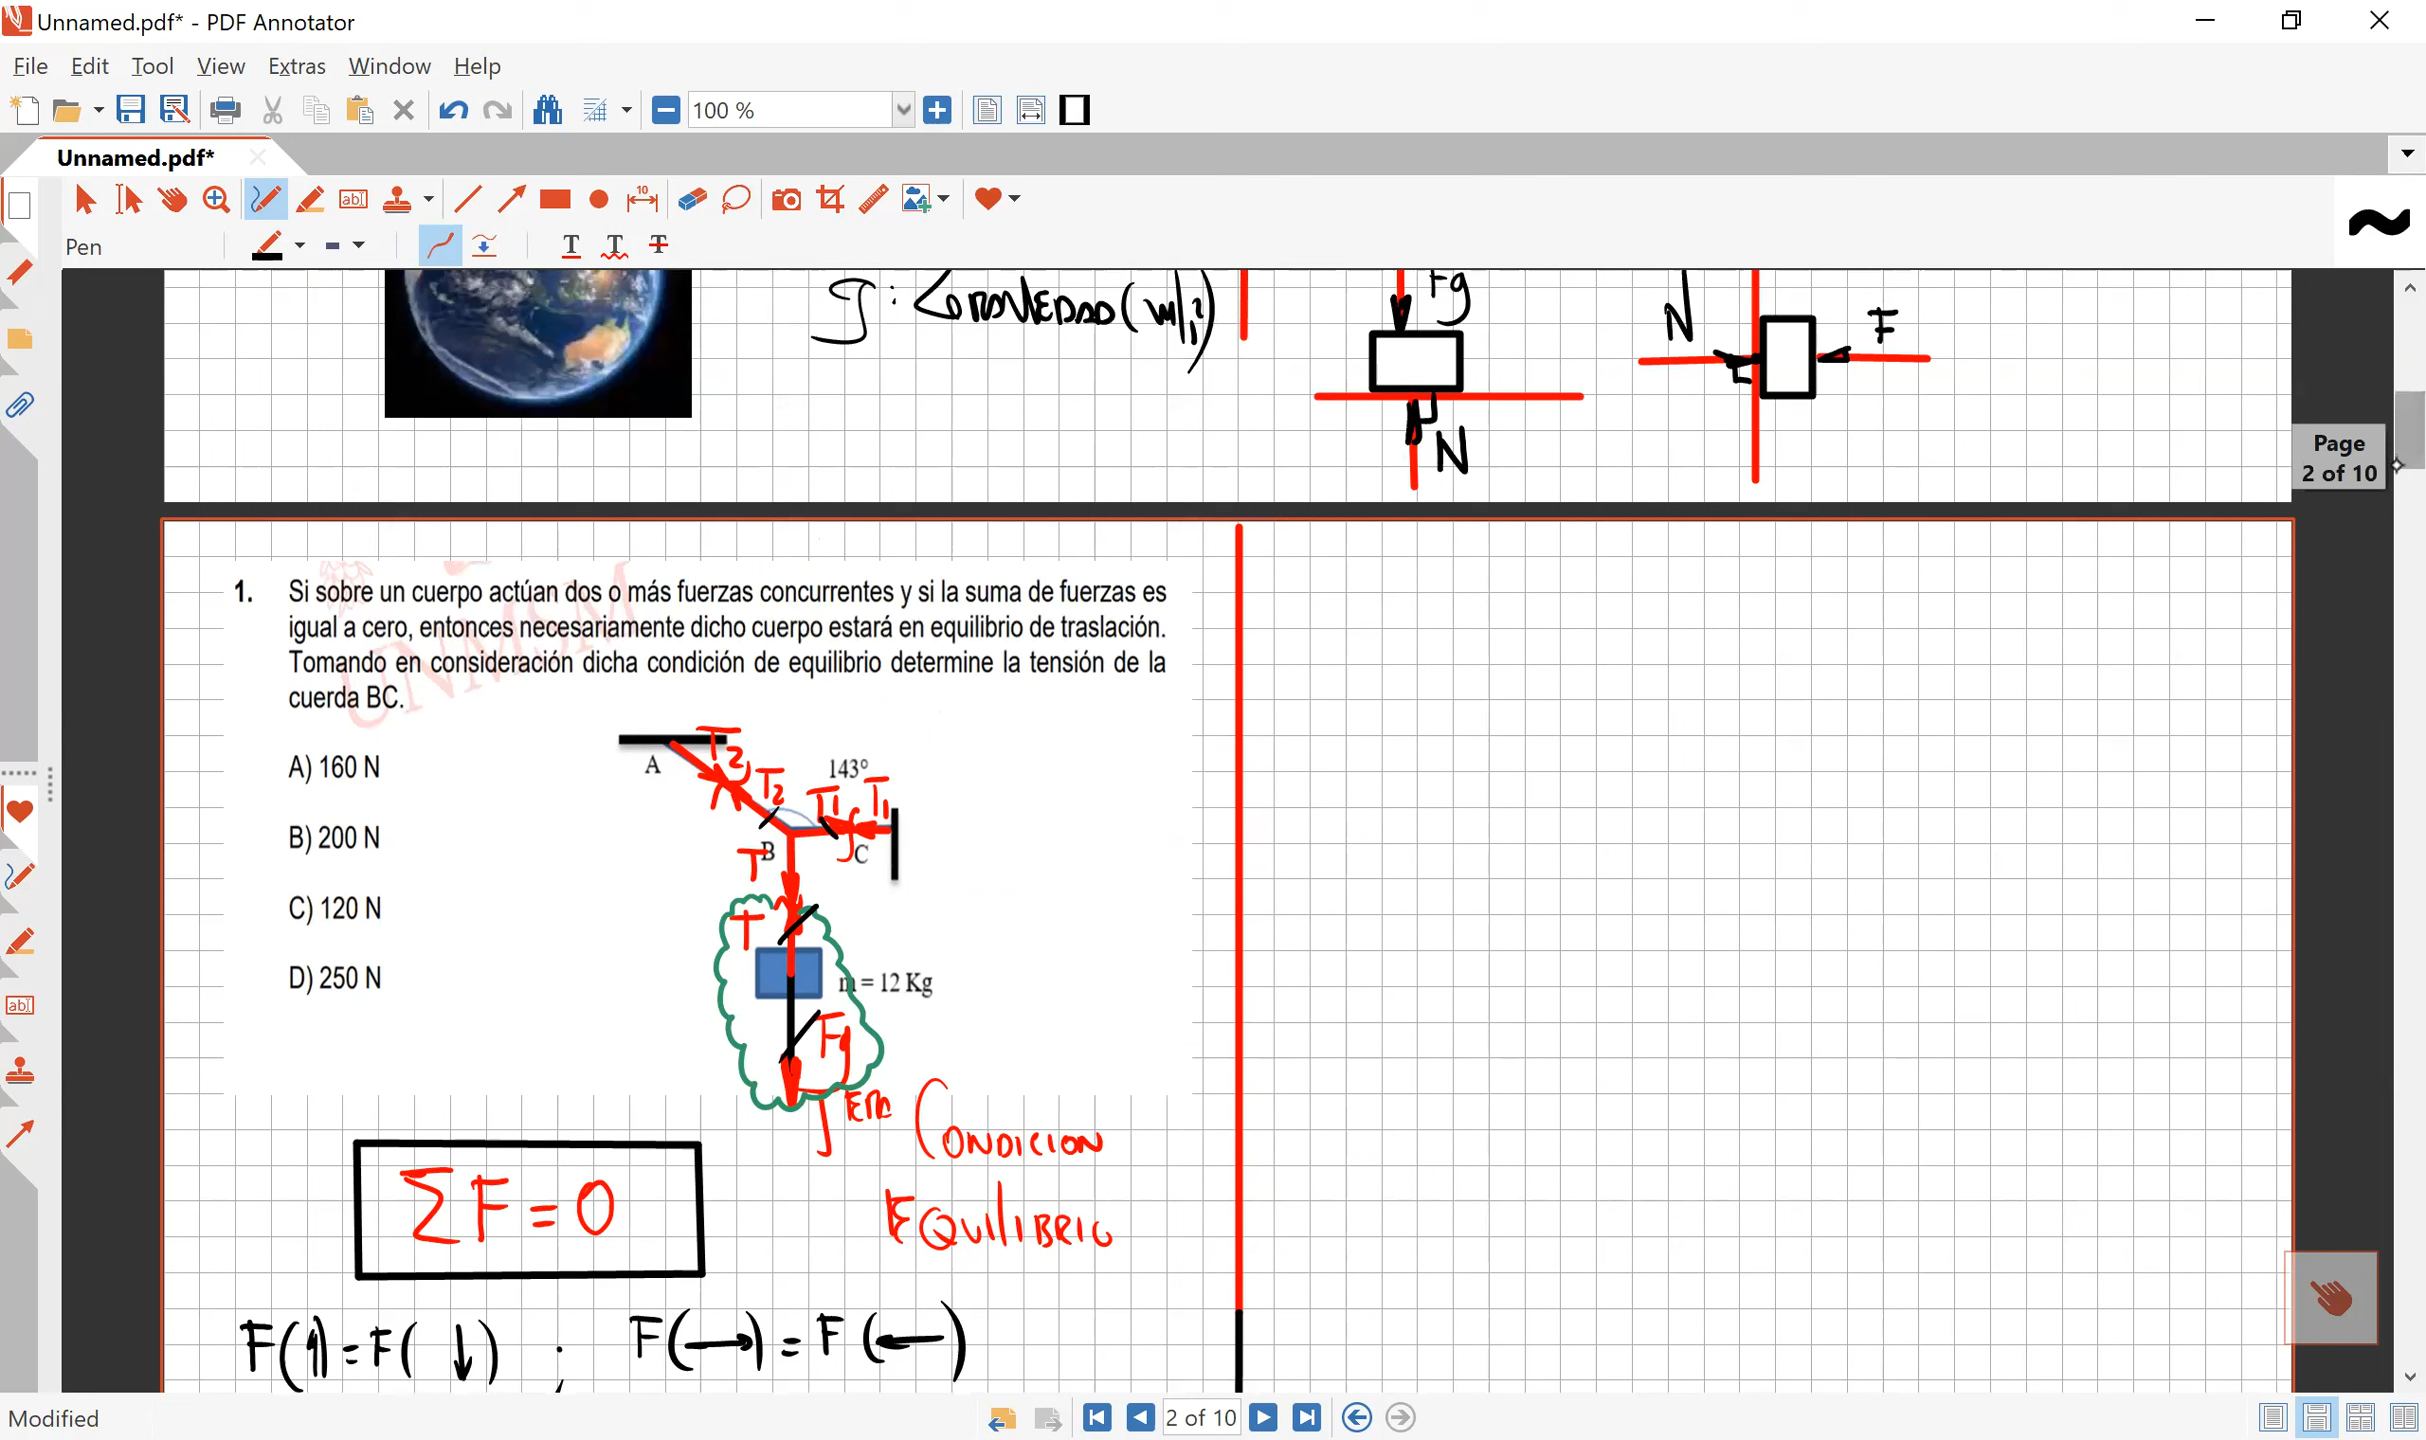 Unnamed.pdf* - PDF Annotator
File Edit Tool View Extras Window Help
100 %
Unnamed.pdf*
Pen
(m/
Fg
N
N
F
Page
2 of 10
UNMSM
1. Si sobre un cuerpo actúan dos o más fuerzas concurrentes y si la suma de fuerzas es
igual a cero, entonces necesariamente dicho cuerpo estará en equilibrio de traslación.
Tomando en consideración dicha condición de equilibrio determine la tensión de la
cuerda BC.
A) 160 N
B) 200 N
C) 120 N
D) 250 N
A
T2
T2
143°
T1
T1
B
C
T
T
m = 12 Kg
Fg
1ERA CONDICION
EQUILIBRIO
∑F = 0
F(↑) = F(↓) ; F(→) = F(←)
Modified
2 of 10